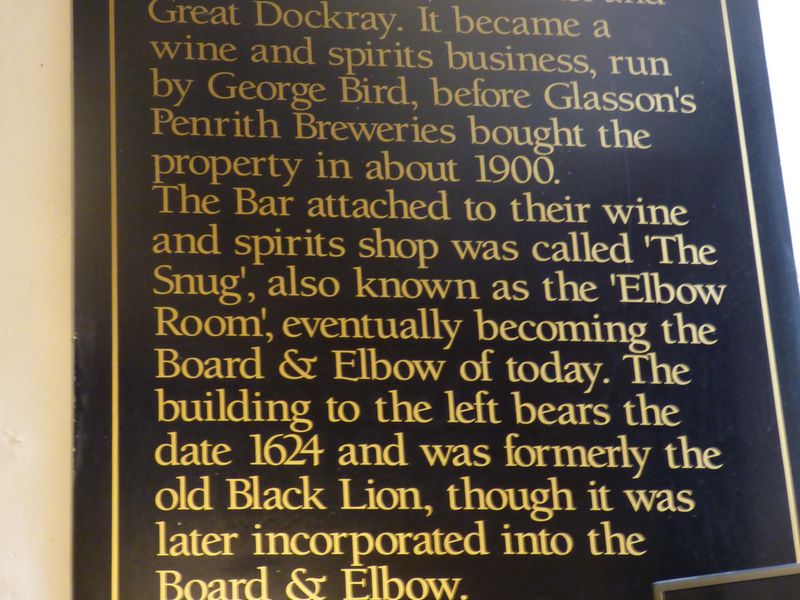 and
Great Dockray. It became a
wine and spirits business, run
by George Bird, before Glasson's
Penrith Breweries bought the
property in about 1900.
The Bar attached to their wine
and spirits shop was called 'The
Snug', also known as the 'Elbow
Room', eventually becoming the
Board & Elbow of today. The
building to the left bears the
date 1624 and was formerly the
old Black Lion, though it was
later incorporated into the
Board & Elbow.